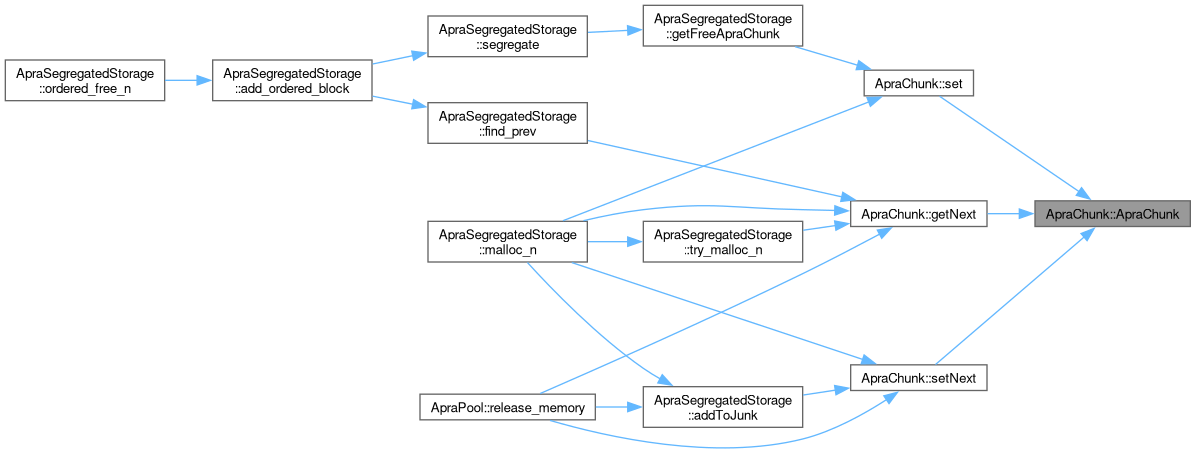 ApraSegregatedStorage
::ordered_free_n
ApraSegregatedStorage
::add_ordered_block
ApraSegregatedStorage
::segregate
ApraSegregatedStorage
::getFreeApraChunk
ApraChunk::set
ApraSegregatedStorage
::find_prev
ApraSegregatedStorage
::malloc_n
ApraSegregatedStorage
::try_malloc_n
ApraChunk::getNext
ApraChunk::ApraChunk
ApraChunk::setNext
ApraPool::release_memory
ApraSegregatedStorage
::addToJunk